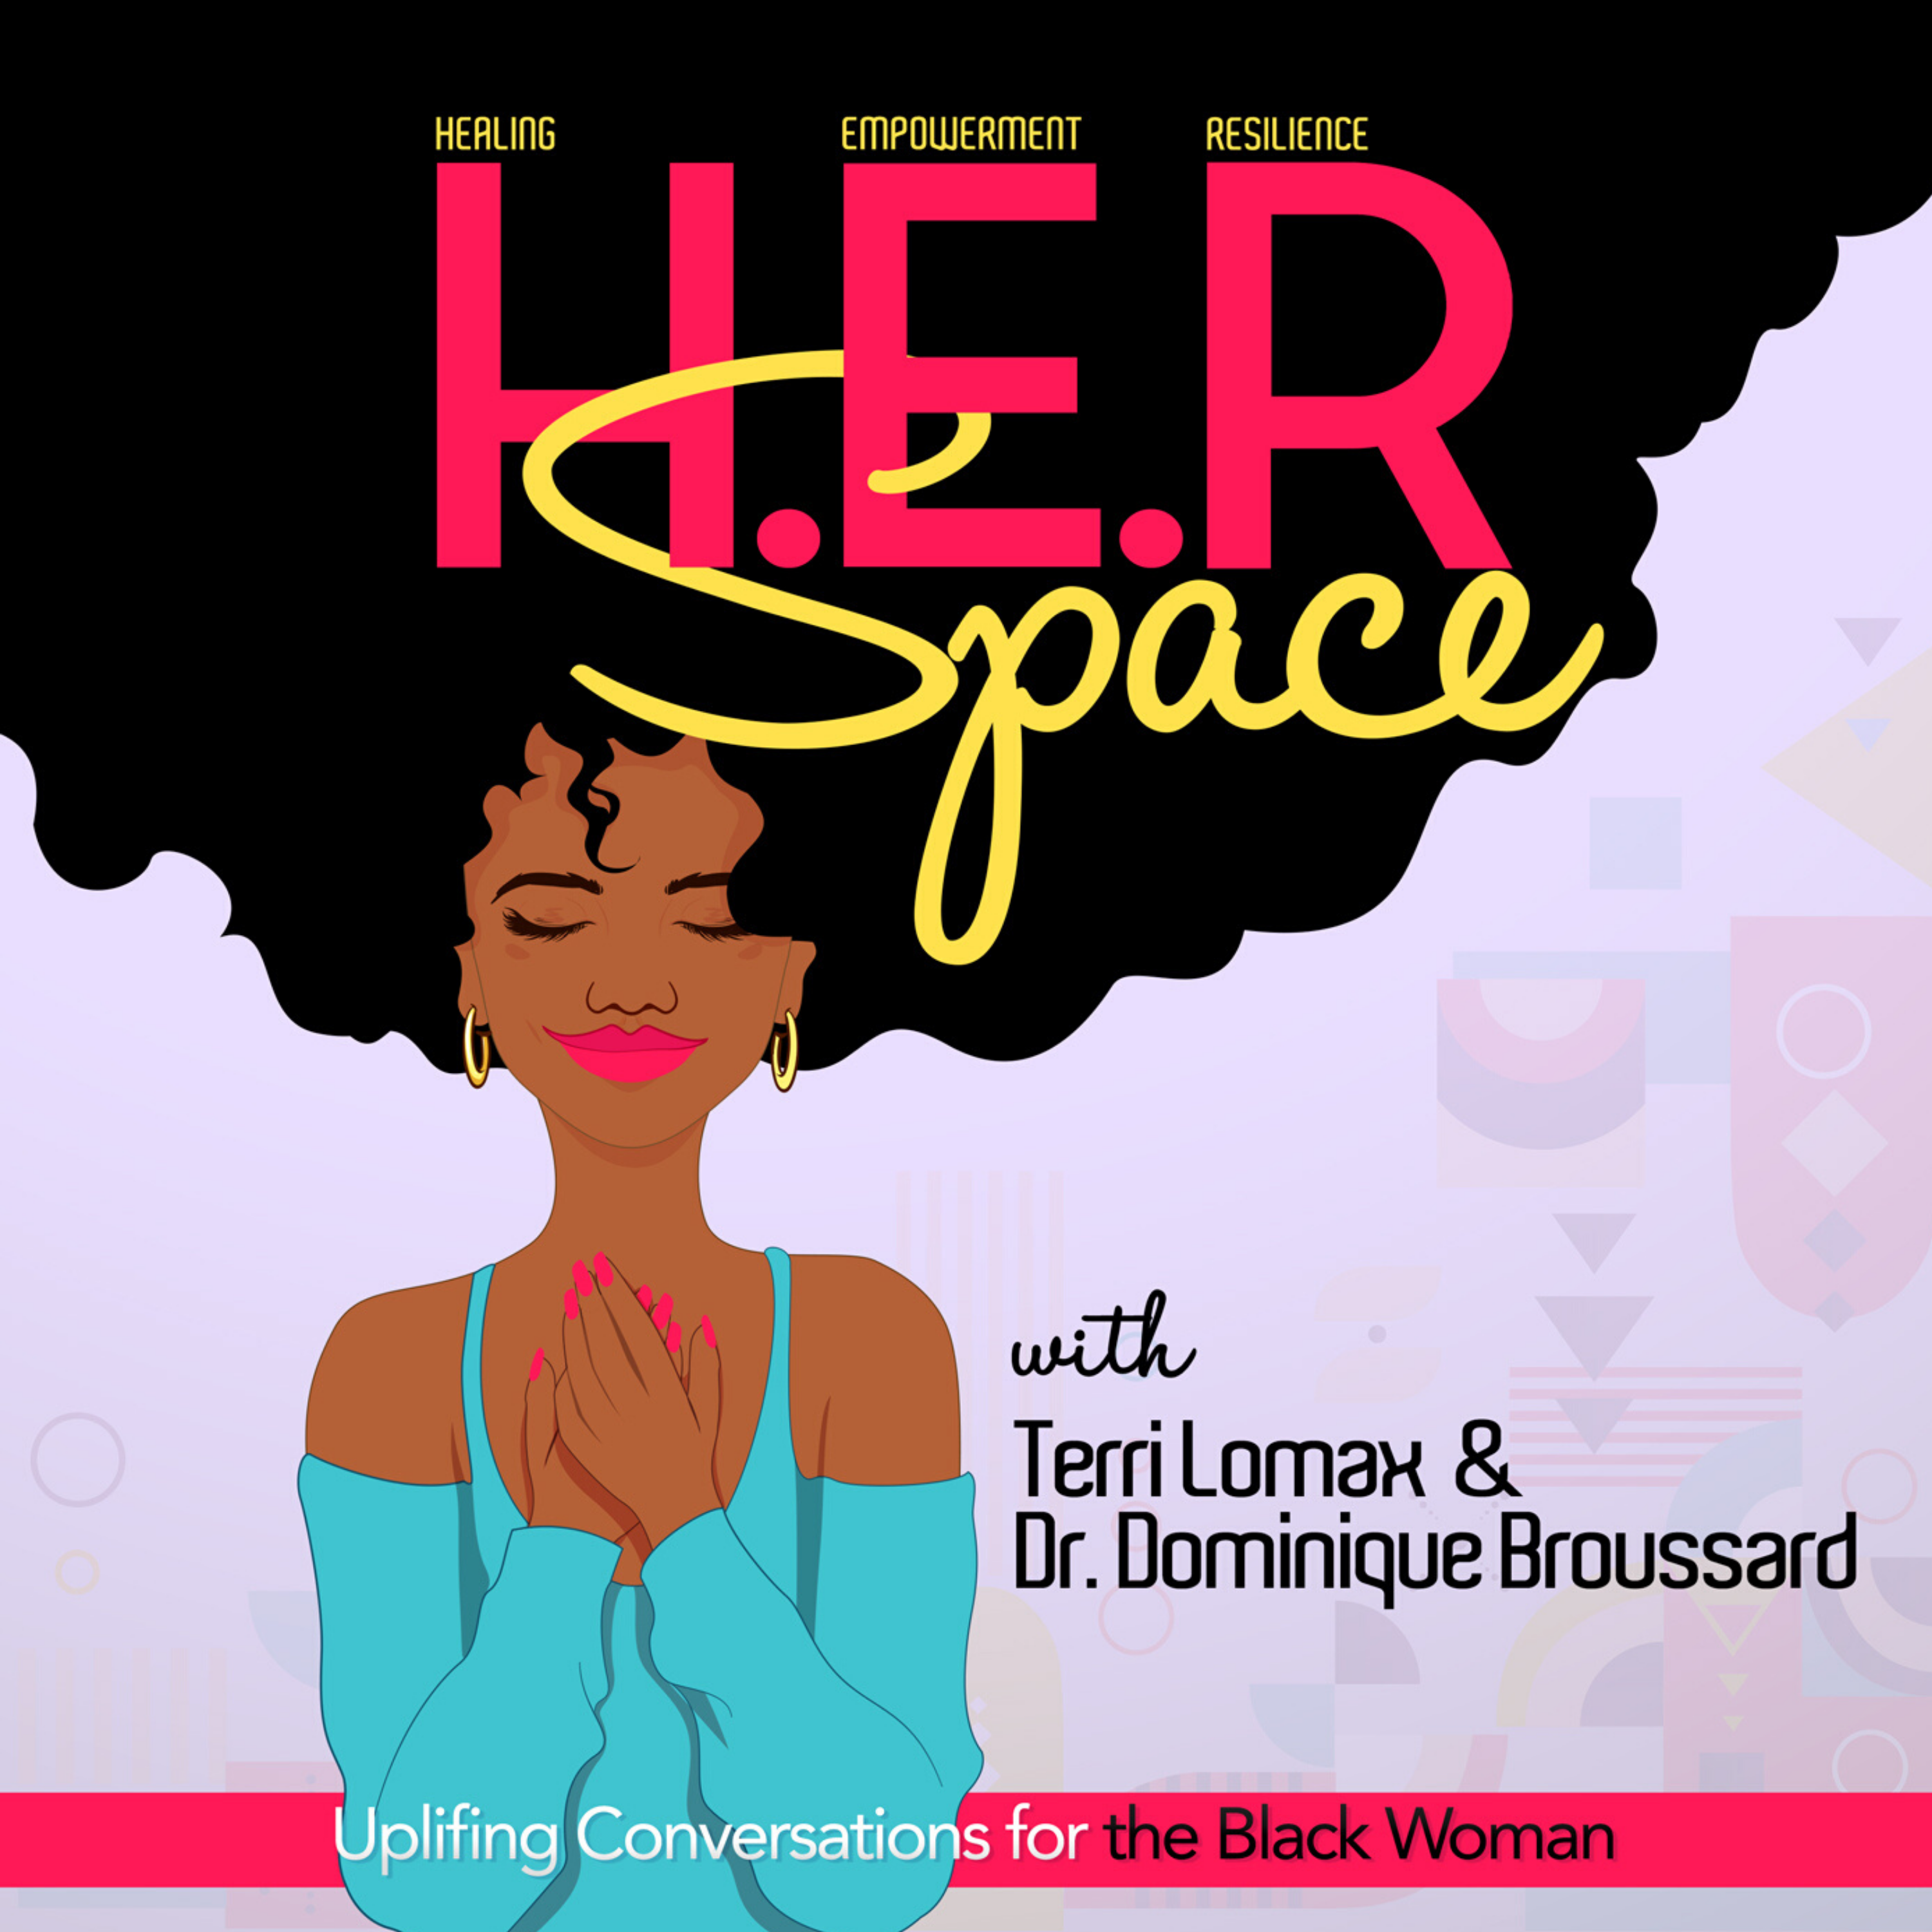 HEALING EMPOWERMENT RESILIENCE
H.E.R
Space
with
Terri Lomax &
Dr. Dominique Broussard
Uplifing Conversations for the Black Woman